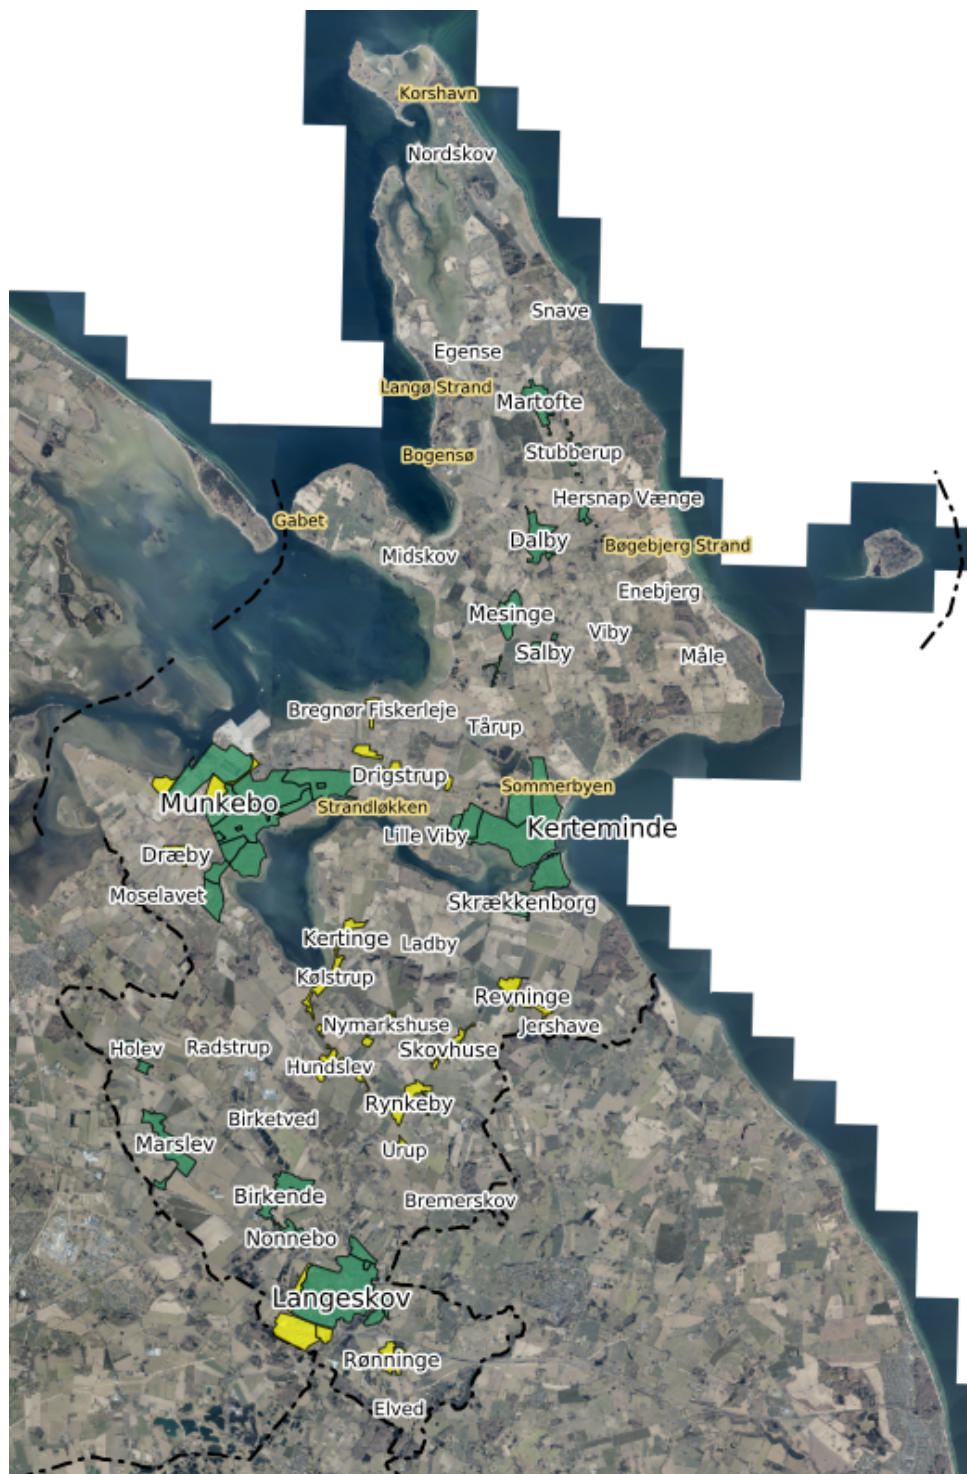 Korshavn
Nordskov
Snave
Egense
Langø Strand
Martofte
Stubberup
Bogensø
Hersnap Vænge
Gabet
Dalby
Bøgebjerg Strand
Midskov
Enebjerg
Mesinge
Viby
Salby
Måle
Bregnør Fiskerleje
Tårup
Drigstrup
Sommerbyen
Munkebo
Strandløkken
Kerteminde
Lille Viby
Dræby
Moselavet
Skrækkenborg
Kertinge
Ladby
Kølstrup
Revninge
Nymarkshuse
Jershave
Holev
Radstrup
Skovhuse
Hundslev
Rynkeby
Birketved
Marslev
Urup
Birkende
Bremerskov
Nonnebo
Langeskov
Rønninge
Elved